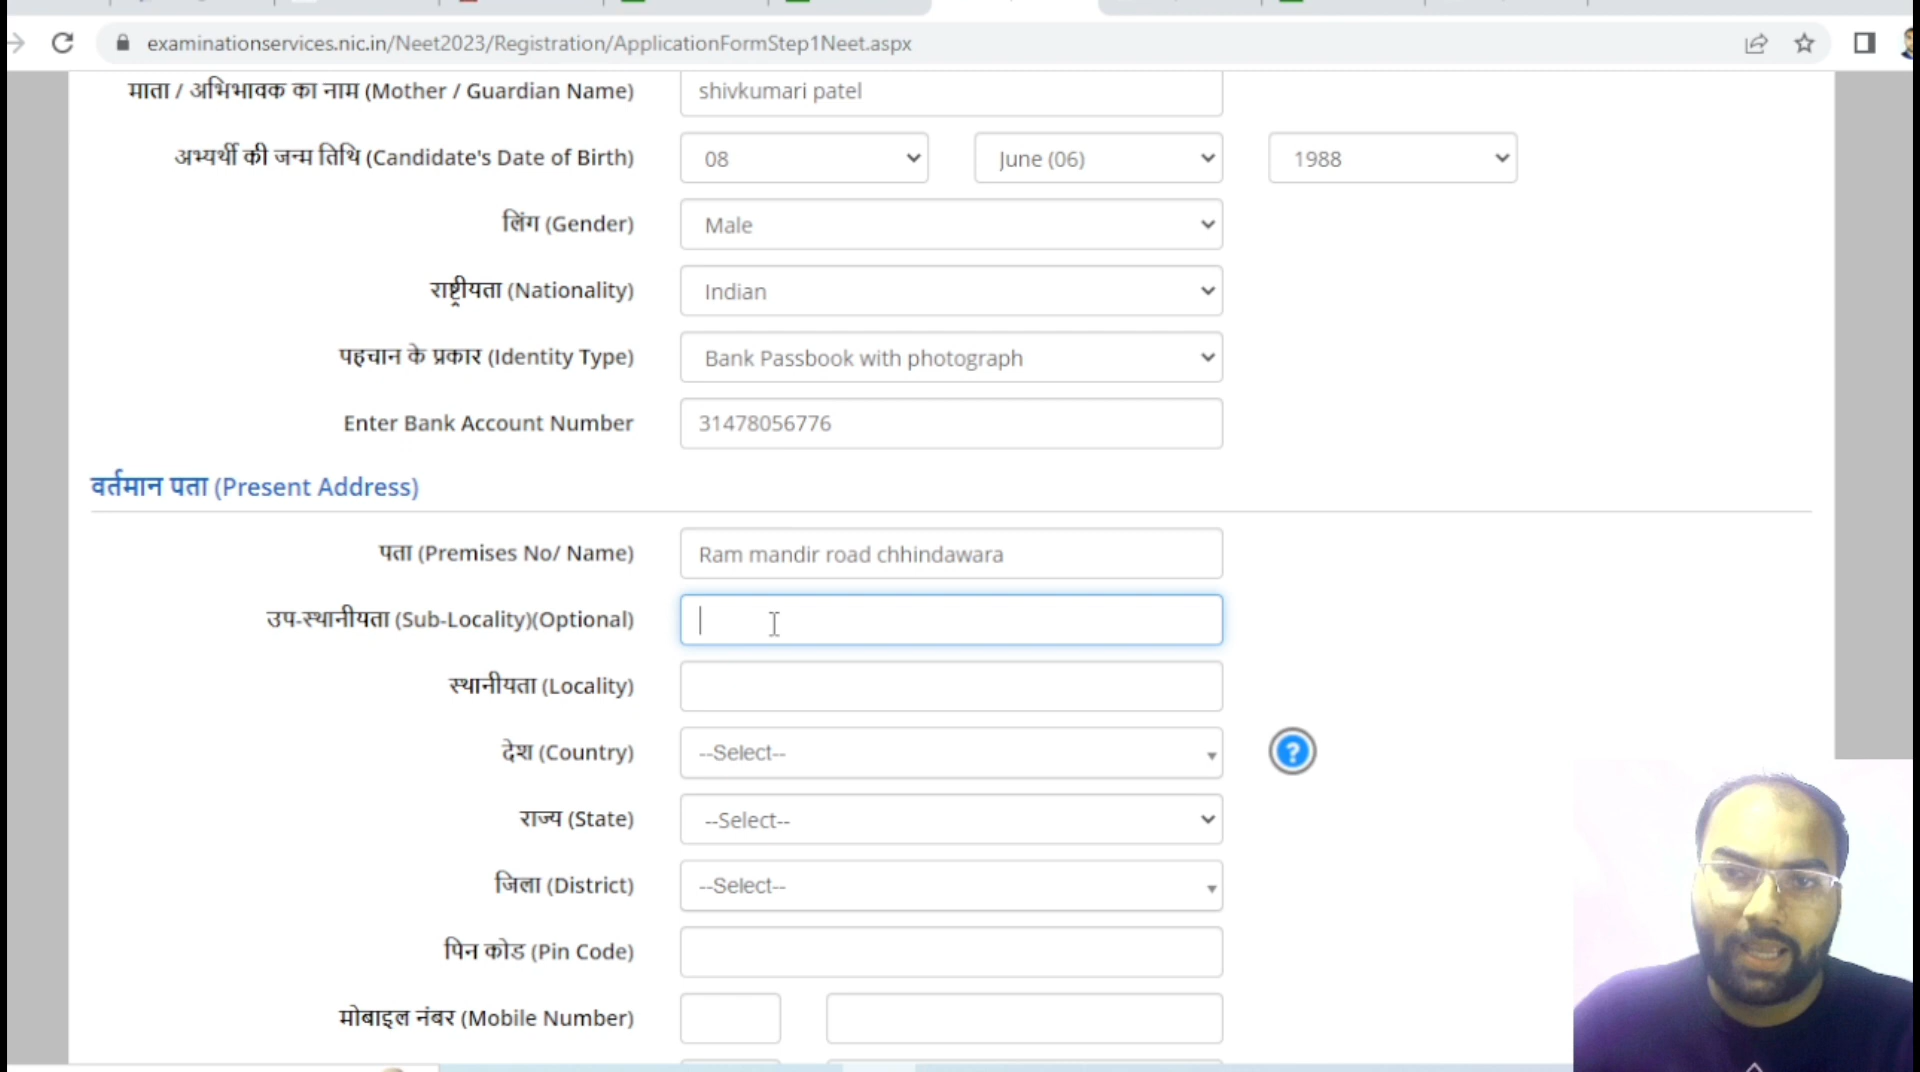 examinationservices.nic.in/Neet2023/Registration/ApplicationFormStep1Neet.aspx
माता / अभिभावक का नाम (Mother / Guardian Name) shivkumari patel
अभ्यर्थी की जन्म तिथि (Candidate's Date of Birth) 08 June (06) 1988
लिंग (Gender) Male
राष्ट्रीयता (Nationality) Indian
पहचान के प्रकार (Identity Type) Bank Passbook with photograph
Enter Bank Account Number 31478056776
वर्तमान पता (Present Address)
पता (Premises No/ Name) Ram mandir road chhindawara
उप-स्थानीयता (Sub-Locality)(Optional)
स्थानीयता (Locality)
देश (Country) --Select-- ?
राज्य (State) --Select--
जिला (District) --Select--
पिन कोड (Pin Code)
मोबाइल नंबर (Mobile Number)